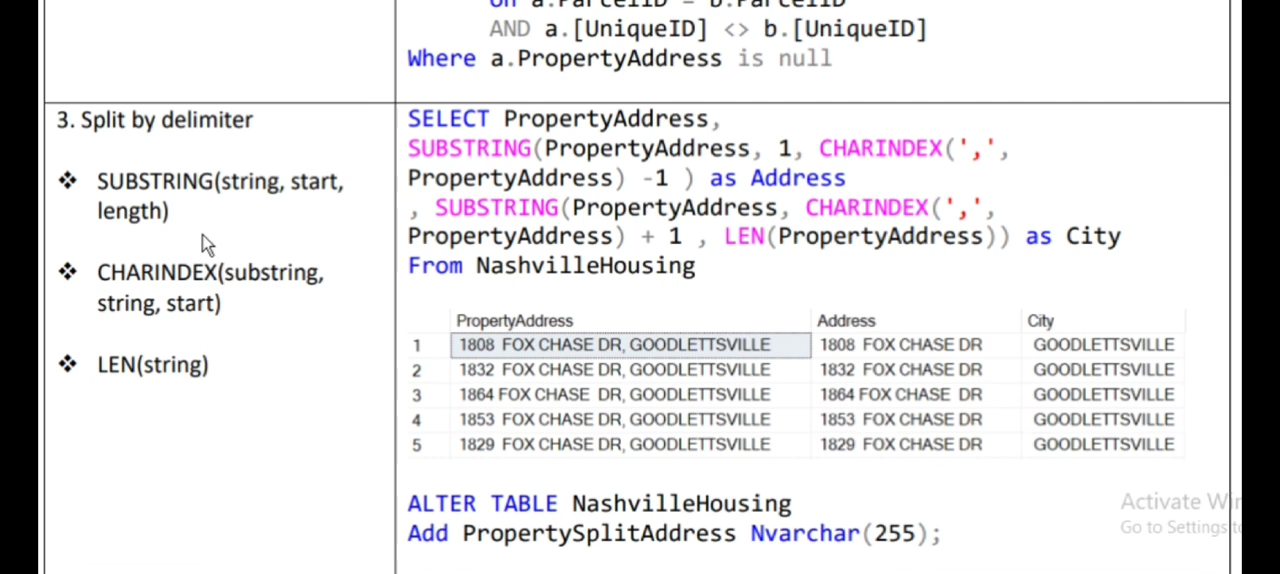 On a.ParcelID = b.ParcelID
AND a.[UniqueID] <> b.[UniqueID]
Where a.PropertyAddress is null
3. Split by delimiter
❖ SUBSTRING(string, start,
length)
❖ CHARINDEX(substring,
string, start)
❖ LEN(string)
SELECT PropertyAddress,
SUBSTRING(PropertyAddress, 1, CHARINDEX(',',
PropertyAddress) -1 ) as Address
, SUBSTRING(PropertyAddress, CHARINDEX(',',
PropertyAddress) + 1 , LEN(PropertyAddress)) as City
From NashvilleHousing
PropertyAddress Address City
1 1808 FOX CHASE DR, GOODLETTSVILLE 1808 FOX CHASE DR GOODLETTSVILLE
2 1832 FOX CHASE DR, GOODLETTSVILLE 1832 FOX CHASE DR GOODLETTSVILLE
3 1864 FOX CHASE DR, GOODLETTSVILLE 1864 FOX CHASE DR GOODLETTSVILLE
4 1853 FOX CHASE DR, GOODLETTSVILLE 1853 FOX CHASE DR GOODLETTSVILLE
5 1829 FOX CHASE DR, GOODLETTSVILLE 1829 FOX CHASE DR GOODLETTSVILLE
ALTER TABLE NashvilleHousing
Add PropertySplitAddress Nvarchar(255);
Activate Win
Go to Settings to